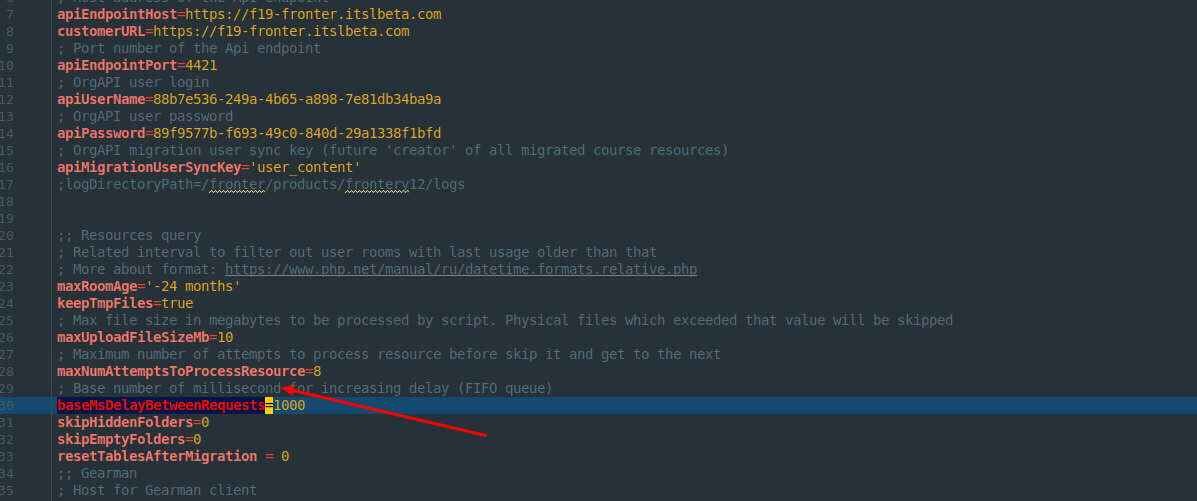 ; Host address of the Api endpoint
7 apiEndpointHost=https://f19-fronter.itslbeta.com
8 customerURL=https://f19-fronter.itslbeta.com
9 ; Port number of the Api endpoint
10 apiEndpointPort=4421
11 ; OrgAPI user login
12 apiUserName=88b7e536-249a-4b65-a898-7e81db34ba9a
13 ; OrgAPI user password
14 apiPassword=89f9577b-f693-49c0-840d-29a1338f1bfd
15 ; OrgAPI migration user sync key (future 'creator' of all migrated course resources)
16 apiMigrationUserSyncKey='user_content'
17 ;logDirectoryPath=/fronter/products/frontery12/logs
18
19
20 ;; Resources query
21 ; Related interval to filter out user rooms with last usage older than that
22 ; More about format: https://www.php.net/manual/ru/datetime.formats.relative.php
23 maxRoomAge='-24 months'
24 keepTmpFiles=true
25 ; Max file size in megabytes to be processed by script. Physical files which exceeded that value will be skipped
26 maxUploadFileSizeMb=10
27 ; Maximum number of attempts to process resource before skip it and get to the next
28 maxNumAttemptsToProcessResource=8
29 ; Base number of millisecond for increasing delay (FIFO queue)
30 baseMsDelayBetweenRequests=1000
31 skipHiddenFolders=0
32 skipEmptyFolders=0
33 resetTablesAfterMigration = 0
34 ;; Gearman
35 ; Host for Gearman client